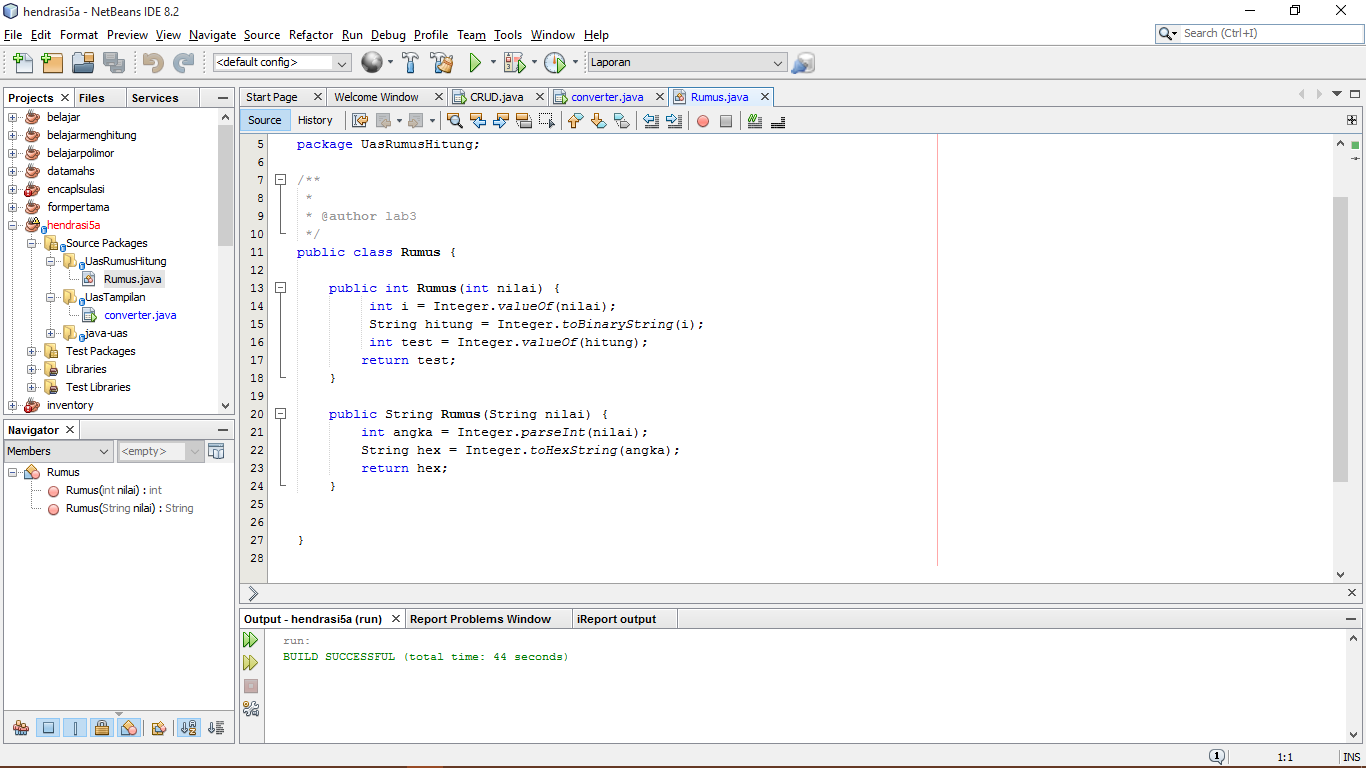 hendrasi5a - NetBeans IDE 8.2
File Edit Format Preview View Navigate Source Refactor Run Debug Profile Team Tools Window Help
Search (Ctrl+I)
<default config>
Laporan
Projects Files Services
belajar
belajarmenghitung
belajarpolimor
datamahs
encaplsulasi
formpertama
hendrasi5a
Source Packages
UasRumusHitung
Rumus.java
UasTampilan
converter.java
java-uas
Test Packages
Libraries
Test Libraries
inventory
Navigator
Members
<empty>
Rumus
Rumus(int nilai) : int
Rumus(String nilai) : String
Start Page Welcome Window CRUD.java converter.java Rumus.java
Source History
5 package UasRumusHitung;
6
7 /**
8 *
9 * @author lab3
10 */
11 public class Rumus {
12
13 public int Rumus(int nilai) {
14 int i = Integer.valueOf(nilai);
15 String hitung = Integer.toBinaryString(i);
16 int test = Integer.valueOf(hitung);
17 return test;
18 }
19
20 public String Rumus(String nilai) {
21 int angka = Integer.parseInt(nilai);
22 String hex = Integer.toHexString(angka);
23 return hex;
24 }
25
26
27 }
28
Output - hendrasi5a (run) Report Problems Window iReport output
run:
BUILD SUCCESSFUL (total time: 44 seconds)
1 1:1 INS